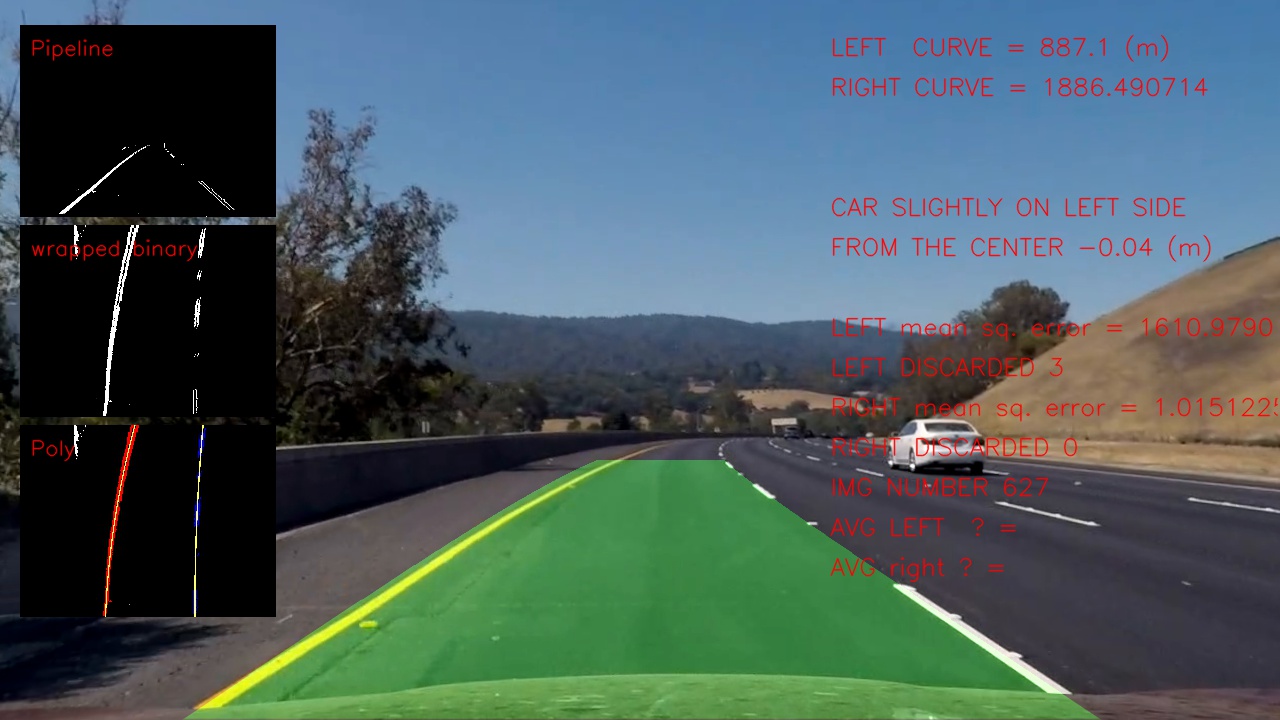 Pipeline
wrapped binary
Poly
LEFT CURVE = 887.1 (m)
RIGHT CURVE = 1886.490714
CAR SLIGHTLY ON LEFT SIDE
FROM THE CENTER -0.04 (m)
LEFT mean sq. error = 1610.9790
LEFT DISCARDED 3
RIGHT mean sq. error = 1.015122
RIGHT DISCARDED 0
IMG NUMBER 627
AVG LEFT ? =
AVG right ? =